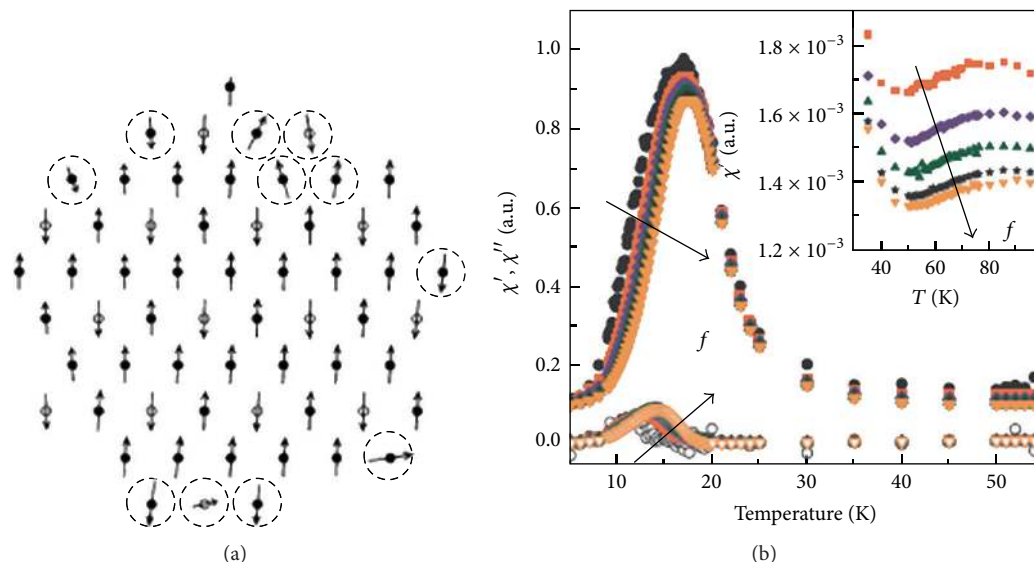 1.0
0.8
0.6
0.4
0.2
0.0
χ′, χ″ (a.u.)
10
20
30
40
50
Temperature (K)
f
1.8 × 10⁻³
1.6 × 10⁻³
1.4 × 10⁻³
1.2 × 10⁻³
χ′ (a.u.)
40
60
80
T (K)
f
(a)
(b)